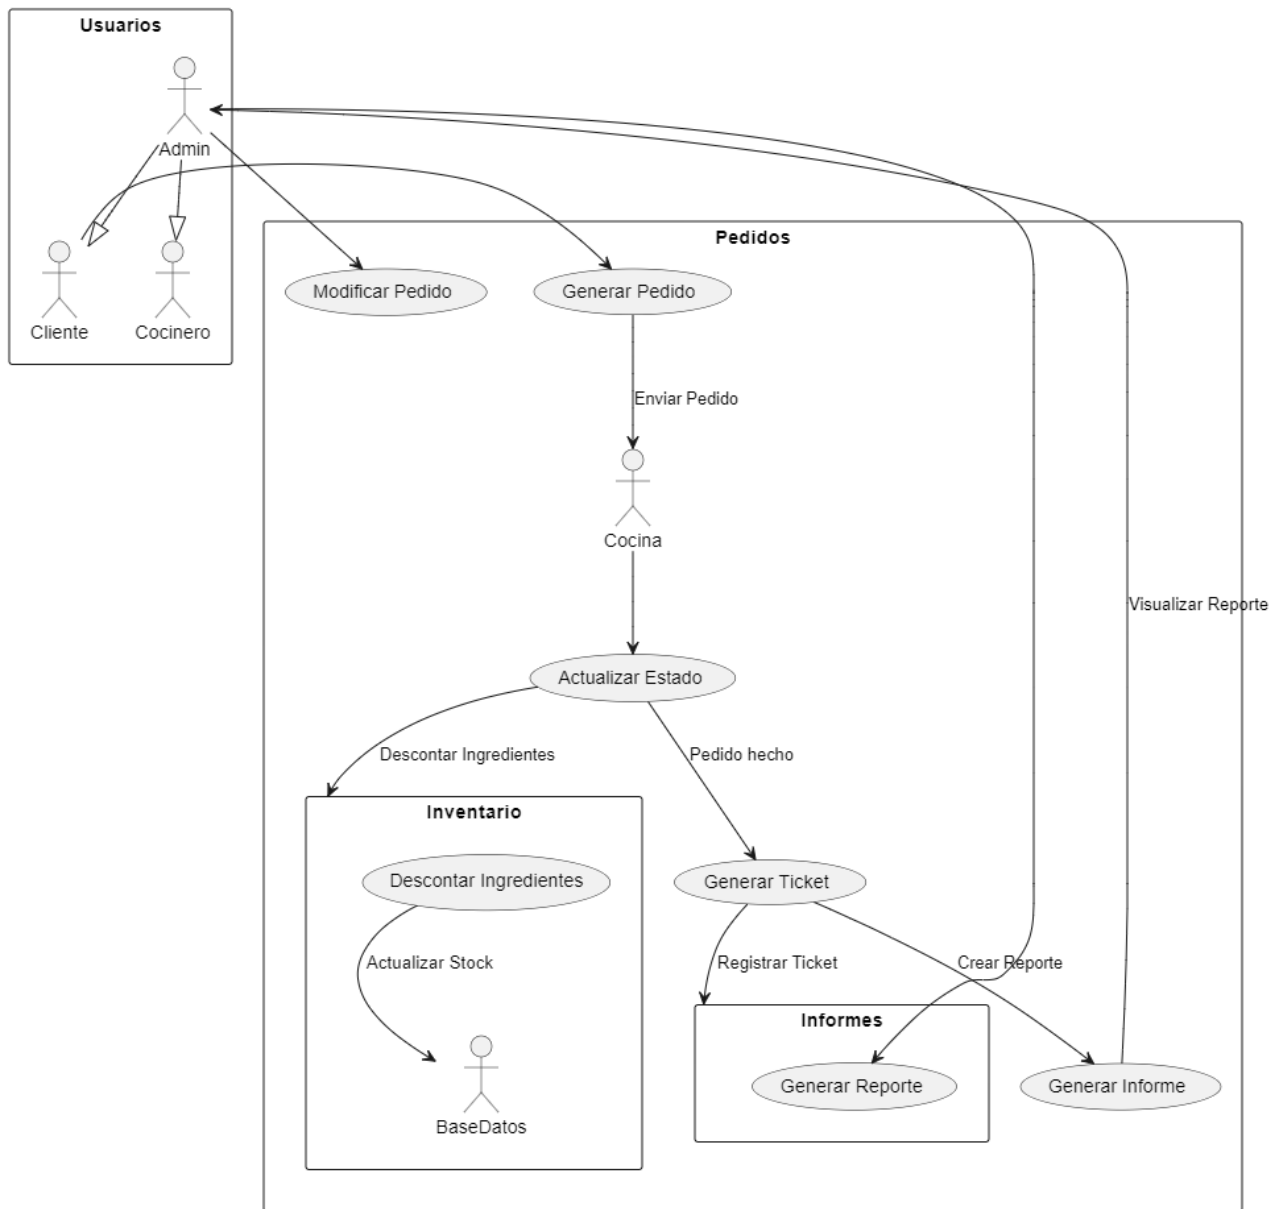 Usuarios
Admin
Cliente
Cocinero
Pedidos
Modificar Pedido
Generar Pedido
Enviar Pedido
Cocina
Visualizar Reporte
Actualizar Estado
Descontar Ingredientes
Pedido hecho
Inventario
Descontar Ingredientes
Generar Ticket
Actualizar Stock
Registrar Ticket
Crear Reporte
Informes
Generar Reporte
Generar Informe
BaseDatos